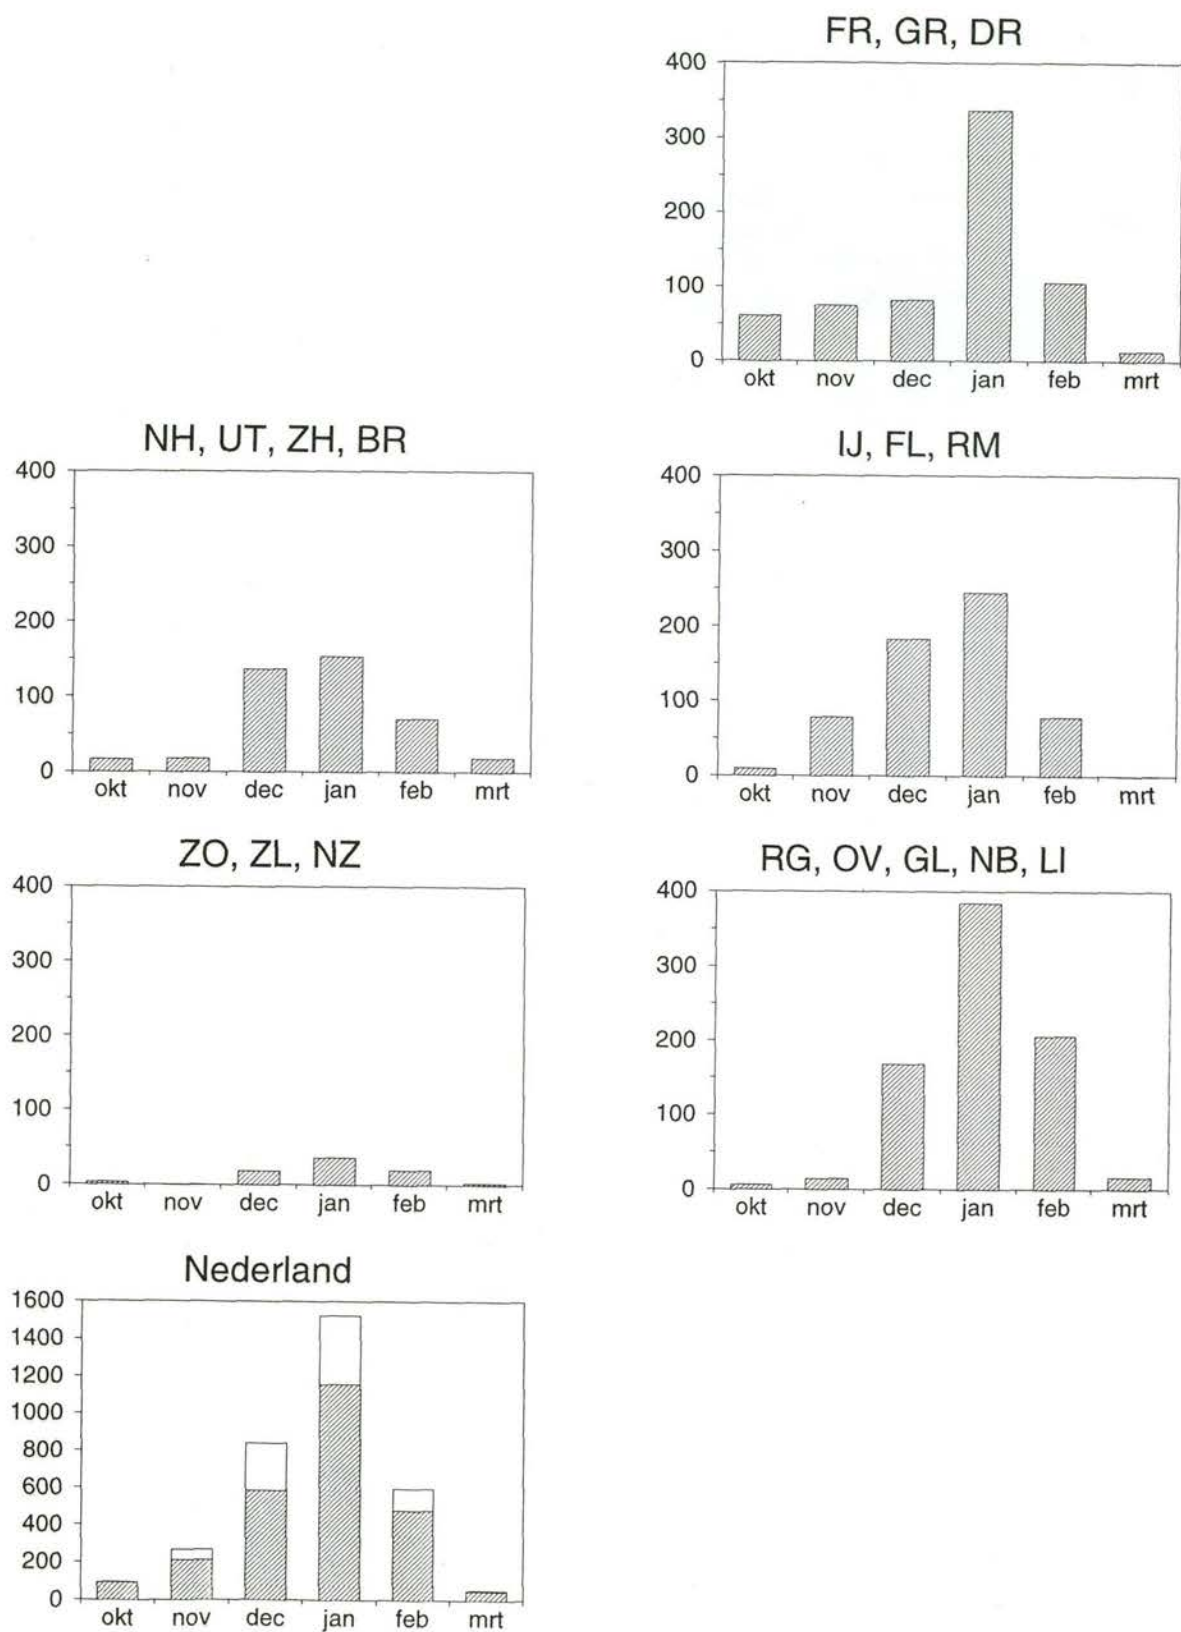 FR, GR, DR
400
300
200
100
0
okt nov dec jan feb mrt
NH, UT, ZH, BR
400
300
200
100
0
okt nov dec jan feb mrt
IJ, FL, RM
400
300
200
100
0
okt nov dec jan feb mrt
ZO, ZL, NZ
400
300
200
100
0
okt nov dec jan feb mrt
RG, OV, GL, NB, LI
400
300
200
100
0
okt nov dec jan feb mrt
Nederland
1600
1400
1200
1000
800
600
400
200
0
okt nov dec jan feb mrt